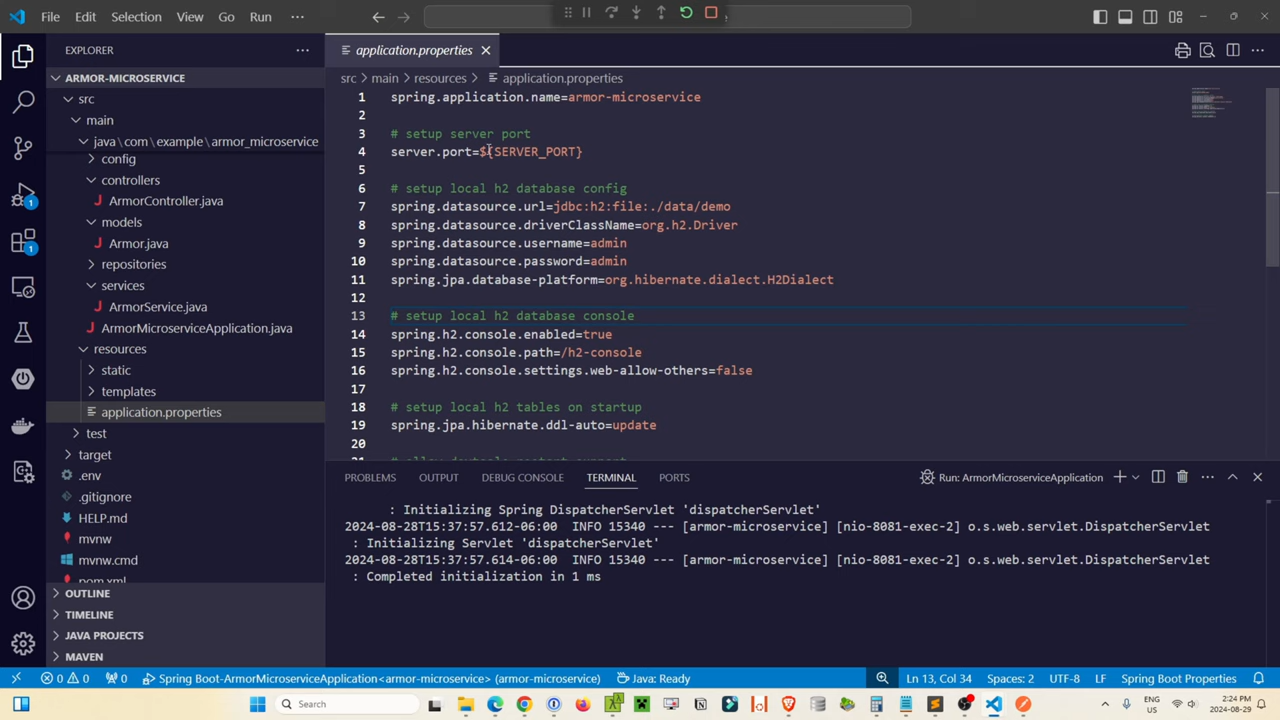 File Edit Selection View Go Run ···
EXPLORER
ARMOR-MICROSERVICE
src
main
java\com\example\armor_microservice
config
controllers
ArmorController.java
models
Armor.java
repositories
services
ArmorService.java
ArmorMicroserviceApplication.java
resources
static
templates
application.properties
test
target
.env
.gitignore
HELP.md
mvnw
mvnw.cmd
pom.xml
OUTLINE
TIMELINE
JAVA PROJECTS
MAVEN
1
1
application.properties
src > main > resources > application.properties
1 spring.application.name=armor-microservice
2
3 # setup server port
4 server.port=${SERVER_PORT}
5
6 # setup local h2 database config
7 spring.datasource.url=jdbc:h2:file:./data/demo
8 spring.datasource.driverClassName=org.h2.Driver
9 spring.datasource.username=admin
10 spring.datasource.password=admin
11 spring.jpa.database-platform=org.hibernate.dialect.H2Dialect
12
13 # setup local h2 database console
14 spring.h2.console.enabled=true
15 spring.h2.console.path=/h2-console
16 spring.h2.console.settings.web-allow-others=false
17
18 # setup local h2 tables on startup
19 spring.jpa.hibernate.ddl-auto=update
20
21 # allow devtools restart support
PROBLEMS OUTPUT DEBUG CONSOLE TERMINAL PORTS
Run: ArmorMicroserviceApplication
: Initializing Spring DispatcherServlet 'dispatcherServlet'
2024-08-28T15:37:57.612-06:00 INFO 15340 --- [armor-microservice] [nio-8081-exec-2] o.s.web.servlet.DispatcherServlet
: Initializing Servlet 'dispatcherServlet'
2024-08-28T15:37:57.614-06:00 INFO 15340 --- [armor-microservice] [nio-8081-exec-2] o.s.web.servlet.DispatcherServlet
: Completed initialization in 1 ms
0 0 0 Spring Boot-ArmorMicroserviceApplication<armor-microservice> (armor-microservice) Java: Ready
Ln 13, Col 34 Spaces: 2 UTF-8 LF Spring Boot Properties
Search
ENG
US
2:24 PM
2024-08-29